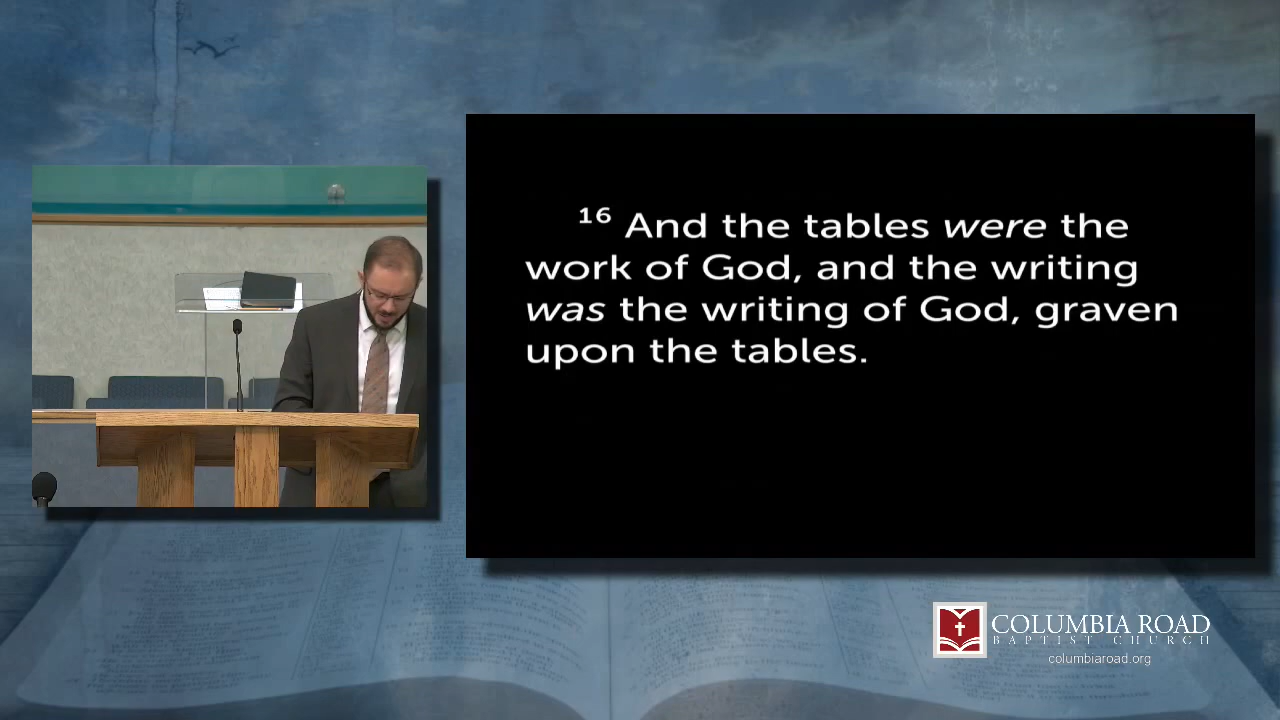 16 And the tables were the
work of God, and the writing
was the writing of God, graven
upon the tables.
COLUMBIA ROAD
BAPTIST CHURCH
columbiaroad.org